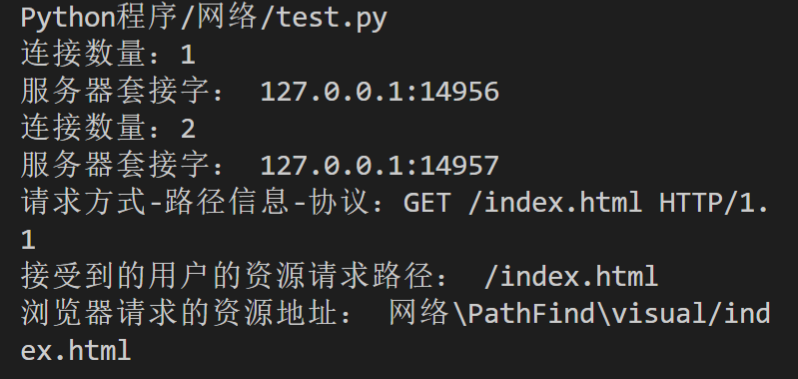 Python程序/网络/test.py
连接数量：1
服务器套接字： 127.0.0.1:14956
连接数量：2
服务器套接字： 127.0.0.1:14957
请求方式-路径信息-协议：GET /index.html HTTP/1.
1
接受到的用户的资源请求路径： /index.html
浏览器请求的资源地址： 网络\PathFind\visual/ind
ex.html